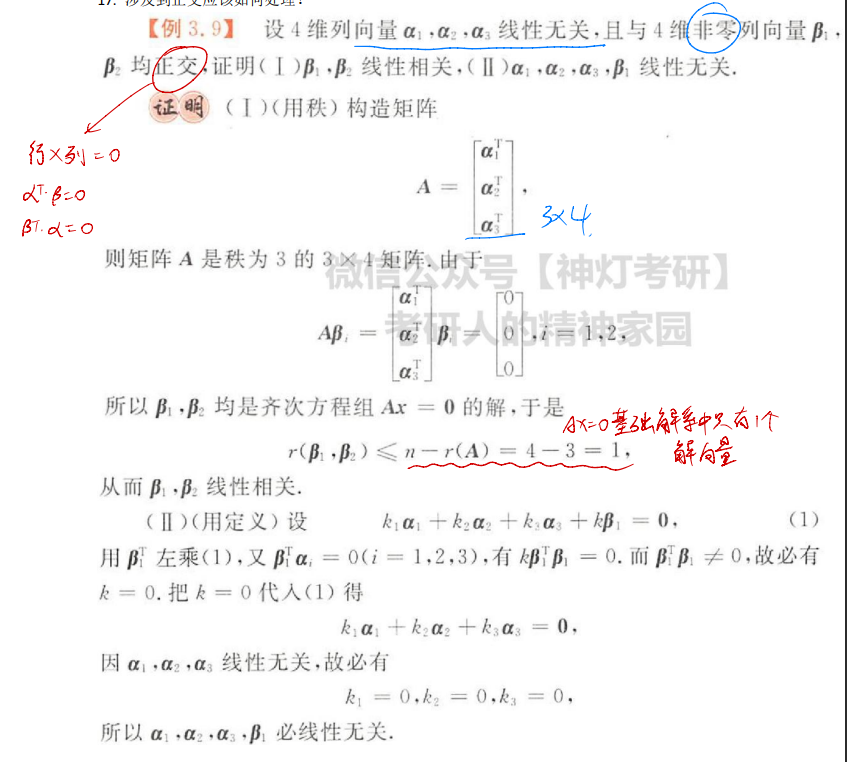 17. 涉及到正交应该如何处理?
【例 3.9】 设 4 维列向量 α₁,α₂,α₃ 线性无关,且与 4 维非零列向量 β₁,
β₂ 均正交,证明(Ⅰ)β₁,β₂ 线性相关,(Ⅱ)α₁,α₂,α₃,β₁ 线性无关.
证明 (Ⅰ)(用秩)构造矩阵
行×列=0
αᵀ·β=0
βᵀ·α=0
A = [α₁ᵀ
α₂ᵀ
α₃ᵀ],
3×4
则矩阵 A 是秩为 3 的 3×4 矩阵.由于
微信公众号【神灯考研】
考研人的精神家园
Aβᵢ = [α₁ᵀ α₂ᵀ α₃ᵀ] βᵢ = [0 0 0], i = 1,2,
所以 β₁,β₂ 均是齐次方程组 Ax = 0 的解,于是
Ax=0基础解系中只有1个
解向量
r(β₁,β₂) ≤ n − r(A) = 4 − 3 = 1,
从而 β₁,β₂ 线性相关.
(Ⅱ)(用定义)设 k₁α₁ + k₂α₂ + k₃α₃ + kβ₁ = 0, (1)
用 β₁ᵀ 左乘(1),又 β₁ᵀαᵢ = 0(i = 1,2,3),有 kβ₁ᵀβ₁ = 0. 而 β₁ᵀβ₁ ≠ 0,故必有
k = 0. 把 k = 0 代入(1) 得
k₁α₁ + k₂α₂ + k₃α₃ = 0,
因 α₁,α₂,α₃ 线性无关,故必有
k₁ = 0,k₂ = 0,k₃ = 0,
所以 α₁,α₂,α₃,β₁ 必线性无关.